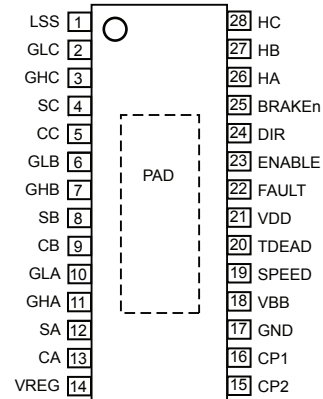 LSS 1 28 HC
GLC 2 27 HB
GHC 3 26 HA
SC 4 25 BRAKEn
CC 5 24 DIR
GLB 6 23 ENABLE
GHB 7 PAD 22 FAULT
SB 8 21 VDD
CB 9 20 TDEAD
GLA 10 19 SPEED
GHA 11 18 VBB
SA 12 17 GND
CA 13 16 CP1
VREG 14 15 CP2